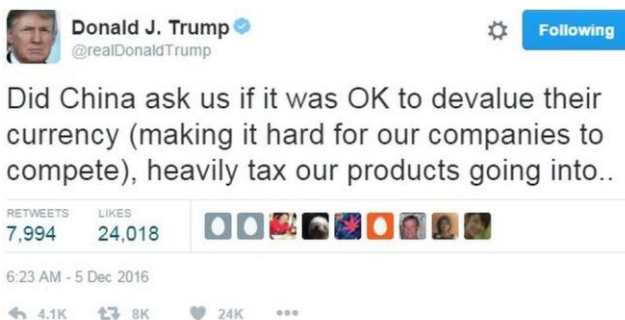 Donald J. Trump
@realDonaldTrump
Following
Did China ask us if it was OK to devalue their
currency (making it hard for our companies to
compete), heavily tax our products going into..
RETWEETS LIKES
7,994 24,018
6:23 AM - 5 Dec 2016
4.1K 8K 24K